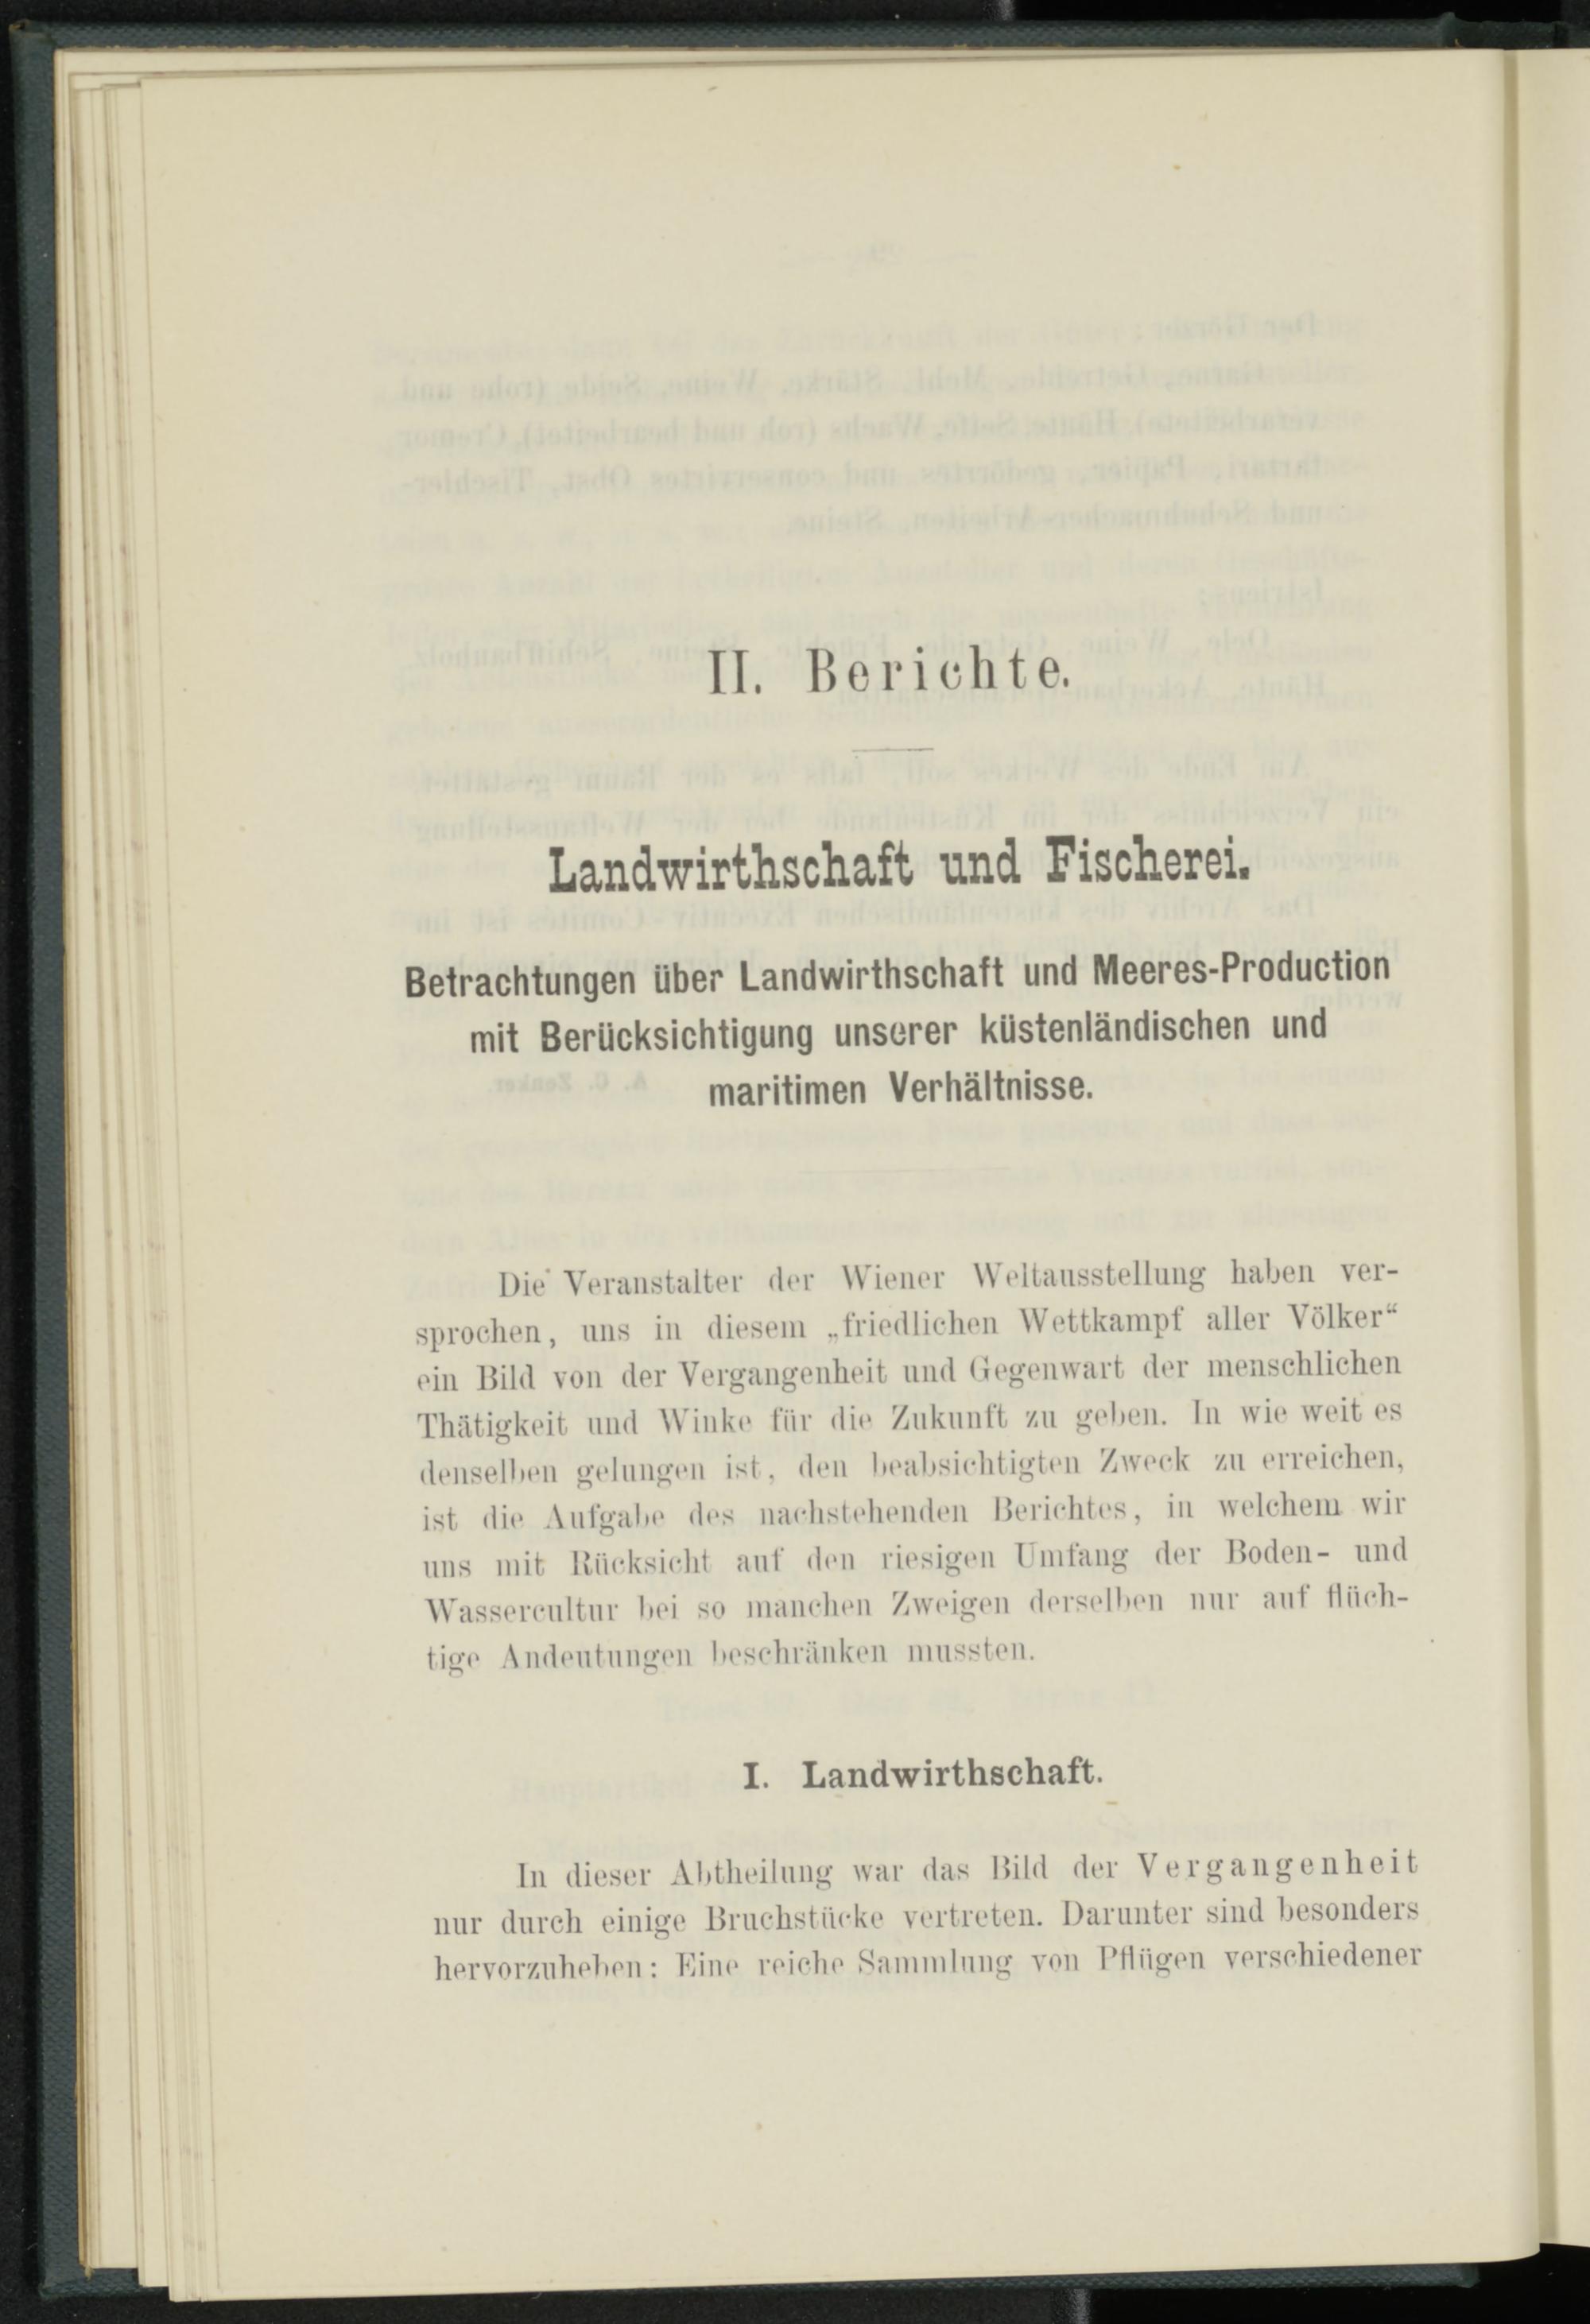 II. Berichte.
Landwirthschaft und Fischerei.
Betrachtungen über Landwirthschaft und Meeres-Production
mit Berücksichtigung unserer küstenländischen und
maritimen Verhältnisse.
Die Veranstalter der Wiener Weltausstellung haben ver-
sprochen, uns in diesem „friedlichen Wettkampf aller Völker“
ein Bild von der Vergangenheit und Gegenwart der menschlichen
Thätigkeit und Winke für die Zukunft zu geben. In wie weit es
denselben gelungen ist, den beabsichtigten Zweck zu erreichen,
ist die Aufgabe des nachstehenden Berichtes, in welchem wir
uns mit Rücksicht auf den riesigen Umfang der Boden- und
Wassercultur bei so manchen Zweigen derselben nur auf flüch-
tige Andeutungen beschränken mussten.
I. Landwirthschaft.
In dieser Abtheilung war das Bild der Vergangenheit
nur durch einige Bruchstücke vertreten. Darunter sind besonders
hervorzuheben: Eine reiche Sammlung von Pflügen verschiedener